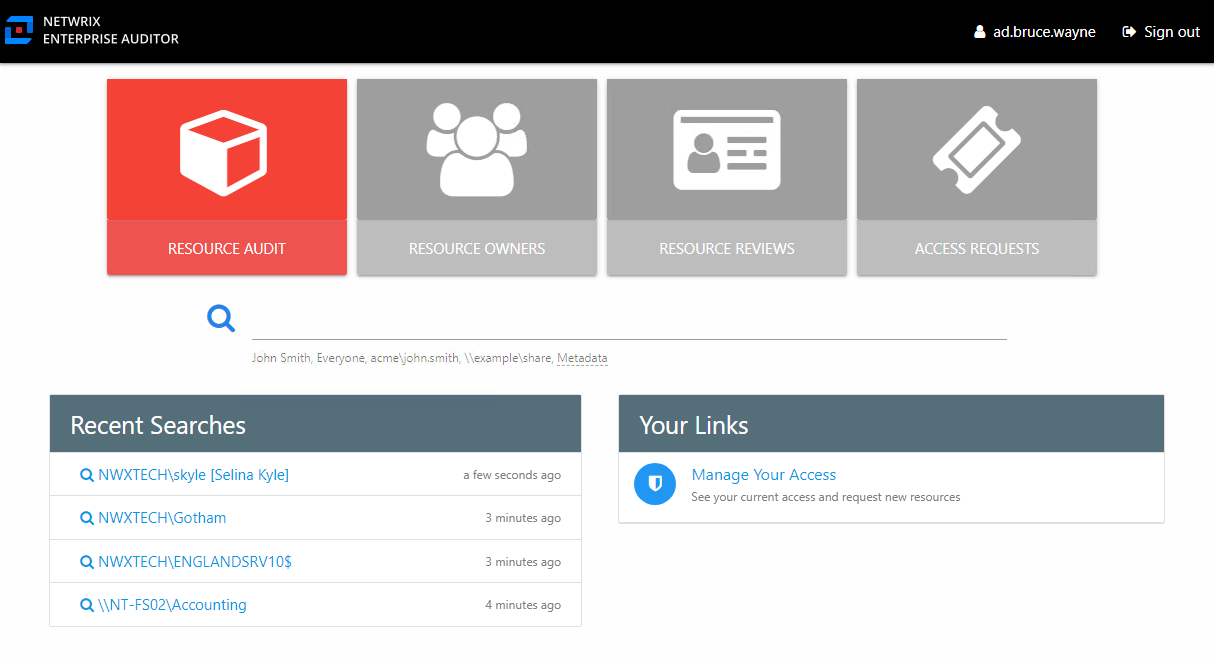 NETWRIX
ENTERPRISE AUDITOR
ad.bruce.wayne
Sign out
RESOURCE AUDIT
RESOURCE OWNERS
RESOURCE REVIEWS
ACCESS REQUESTS
John Smith, Everyone, acme\john.smith, \\example\share, Metadata
Recent Searches
NWXTECH\skyle [Selina Kyle] a few seconds ago
NWXTECH\Gotham 3 minutes ago
NWXTECH\ENGLANDSRV10$ 3 minutes ago
\\NT-FS02\Accounting 4 minutes ago
Your Links
Manage Your Access
See your current access and request new resources